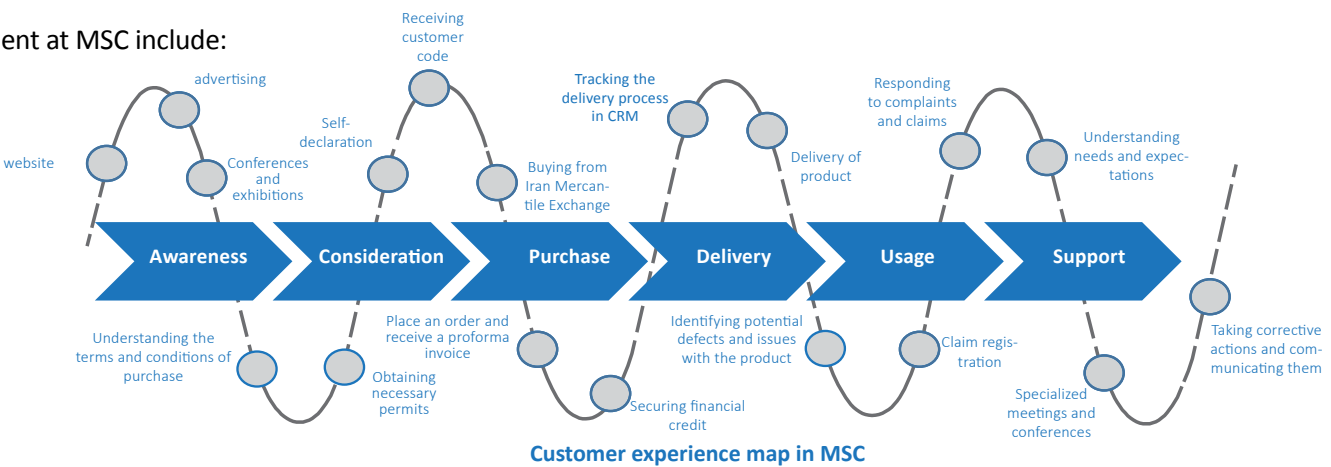 ent at MSC include:
Receiving
customer
code
advertising
website
Conferences
and
exhibitions
Self-
declaration
Buying from
Iran Mercan-
tile Exchange
Tracking the
delivery process
in CRM
Delivery of
product
Responding
to complaints
and claims
Understanding
needs and expec-
tations
Awareness
Consideration
Purchase
Delivery
Usage
Support
Understanding the
terms and conditions of
purchase
Obtaining
necessary
permits
Place an order and
receive a proforma
invoice
Securing financial
credit
Identifying potential
defects and issues
with the product
Claim regis-
tration
Specialized
meetings and
conferences
Taking corrective
actions and com-
municating them
Customer experience map in MSC